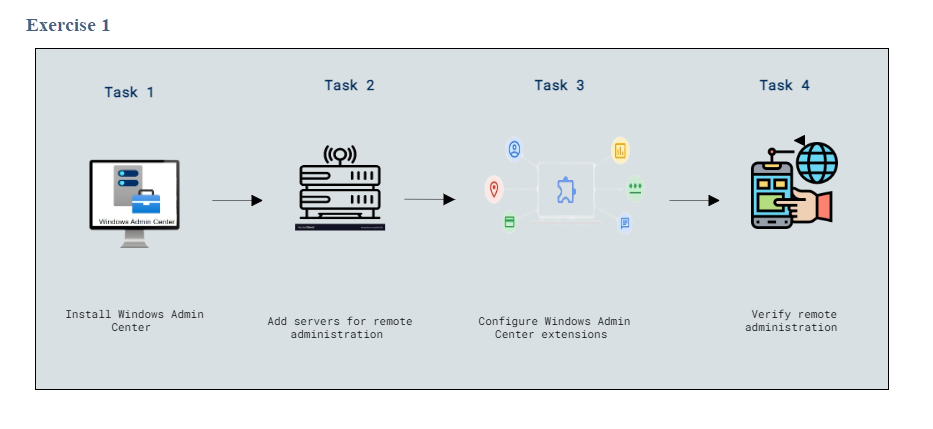 Exercise 1
Task 1
Task 2
Task 3
Task 4
Windows Admin Center
Install Windows Admin
Center
Add servers for remote
administration
Configure Windows Admin
Center extensions
Verify remote
administration